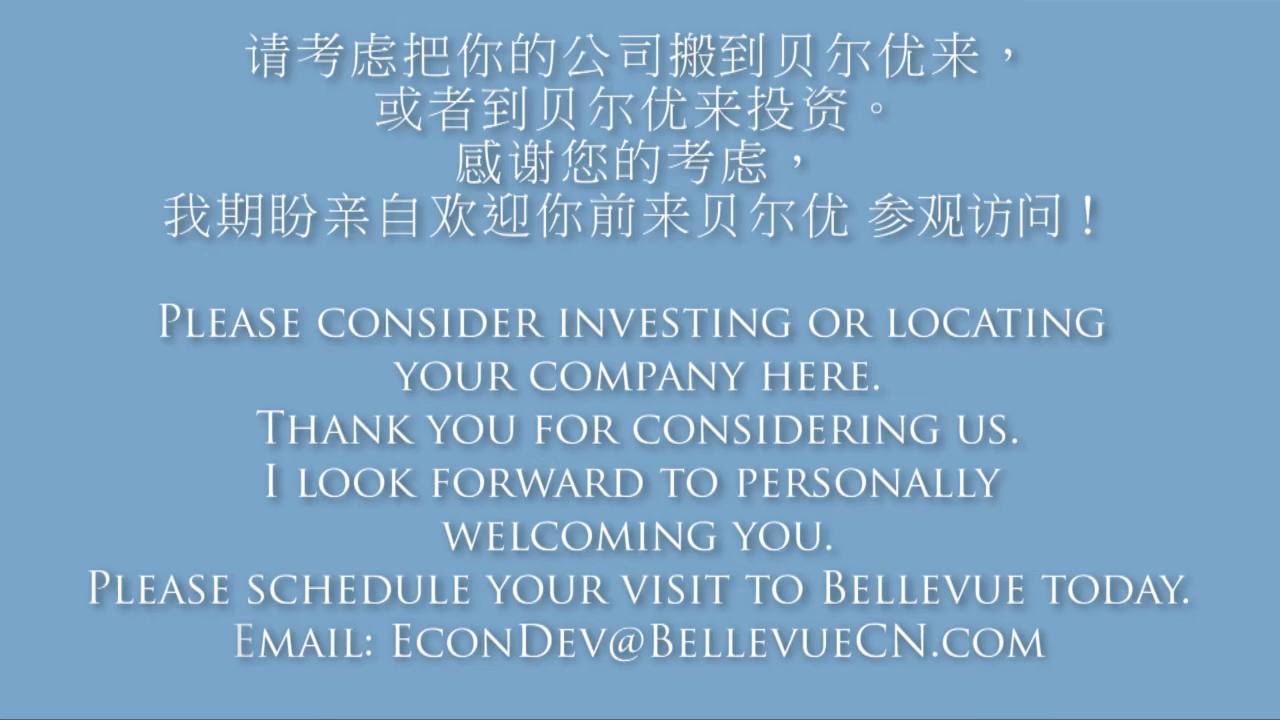 请考虑把你的公司搬到贝尔优来，
或者到贝尔优来投资。
感谢您的考虑，
我期盼亲自欢迎你前来贝尔优 参观访问！
Please consider investing or locating
your company here.
Thank you for considering us.
I look forward to personally
welcoming you.
Please schedule your visit to Bellevue today.
Email: EconDev@BellevueCN.com